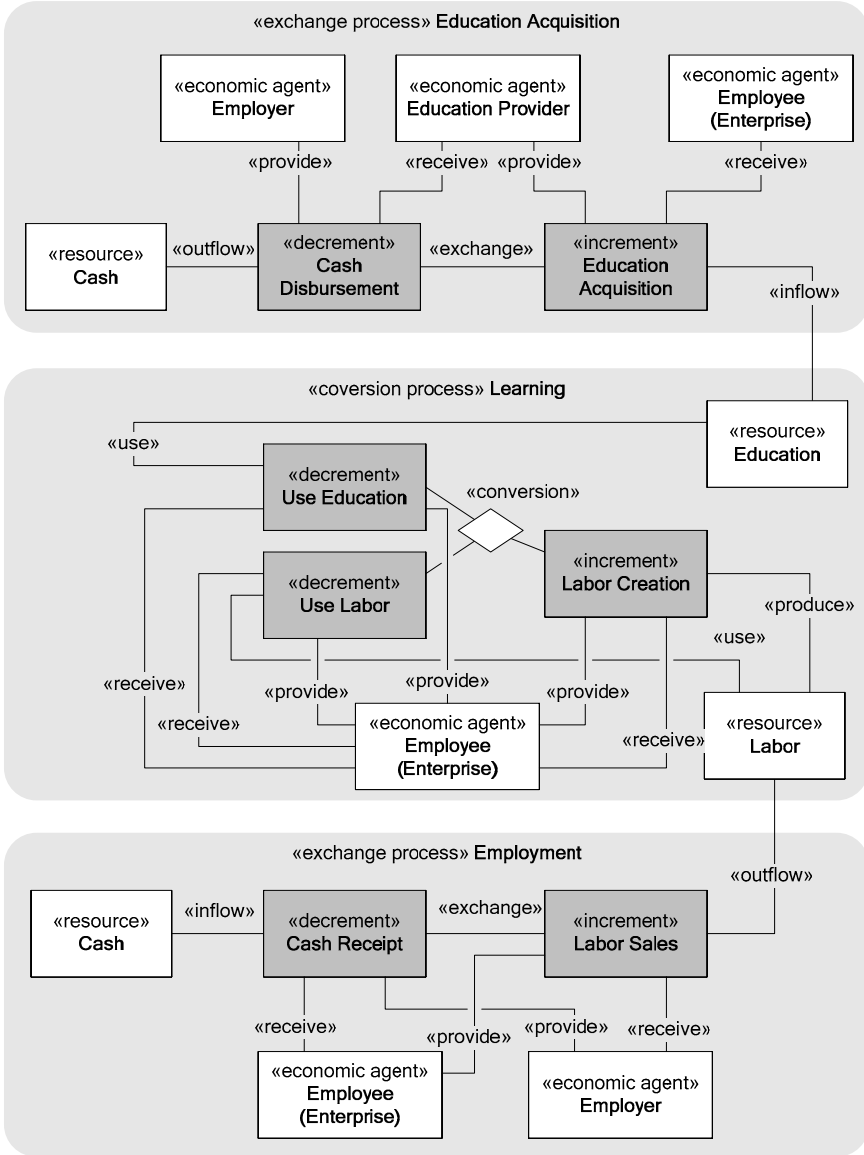 «exchange process» Education Acquisition
«economic agent»
Employer
«economic agent»
Education Provider
«economic agent»
Employee
(Enterprise)
«provide»
«receive»
«provide»
«receive»
«resource»
Cash
«outflow»
«decrement»
Cash
Disbursement
«exchange»
«increment»
Education
Acquisition
«inflow»
«coversion process» Learning
«use»
«resource»
Education
«decrement»
Use Education
«conversion»
«decrement»
Use Labor
«increment»
Labor Creation
«produce»
«use»
«receive»
«receive»
«provide»
«provide»
«provide»
«receive»
«economic agent»
Employee
(Enterprise)
«resource»
Labor
«exchange process» Employment
«outflow»
«resource»
Cash
«inflow»
«decrement»
Cash Receipt
«exchange»
«increment»
Labor Sales
«receive»
«provide»
«provide»
«receive»
«economic agent»
Employee
(Enterprise)
«economic agent»
Employer